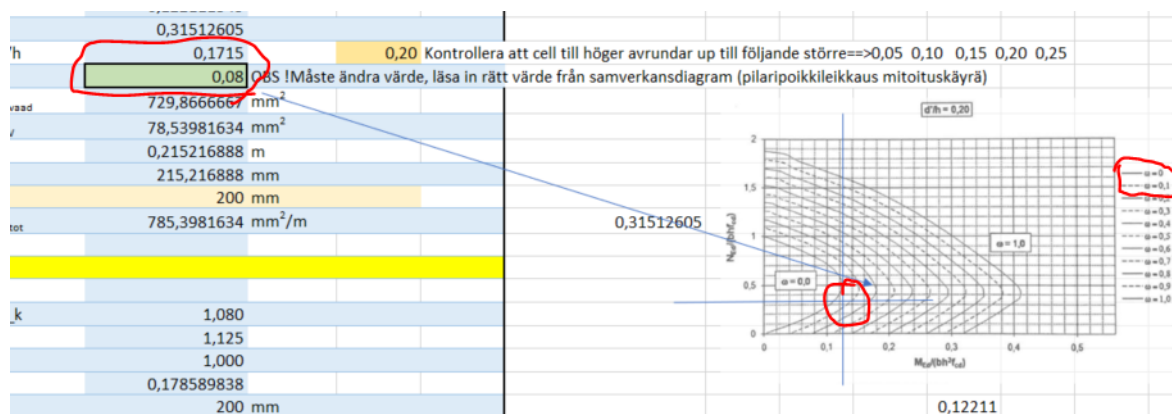 0,31512605
/h 0,1715 0,20 Kontrollera att cell till höger avrundar up till följande större==>0,05 0,10 0,15 0,20 0,25
0,08 OBS !Måste ändra värde, läsa in rätt värde från samverkansdiagram (pilaripoikkileikkaus mitoituskäyrä)
vaad 729,8666667 mm²
78,53981634 mm²
0,215216888 m
215,216888 mm
200 mm
tot 785,3981634 mm²/m 0,31512605
_k 1,080
1,125
1,000
0,178589838
200 mm 0,12211
d'/h = 0,20
2
1,5
1
0,5
0
N_Ed/(bhf_cd)
ω = 0,0
ω = 1,0
0 0,1 0,2 0,3 0,4 0,5
M_Ed/(bh²f_cd)
ω = 0
ω = 0,1
ω = 0,2
ω = 0,3
ω = 0,4
ω = 0,5
ω = 0,6
ω = 0,7
ω = 0,8
ω = 0,9
ω = 1,0